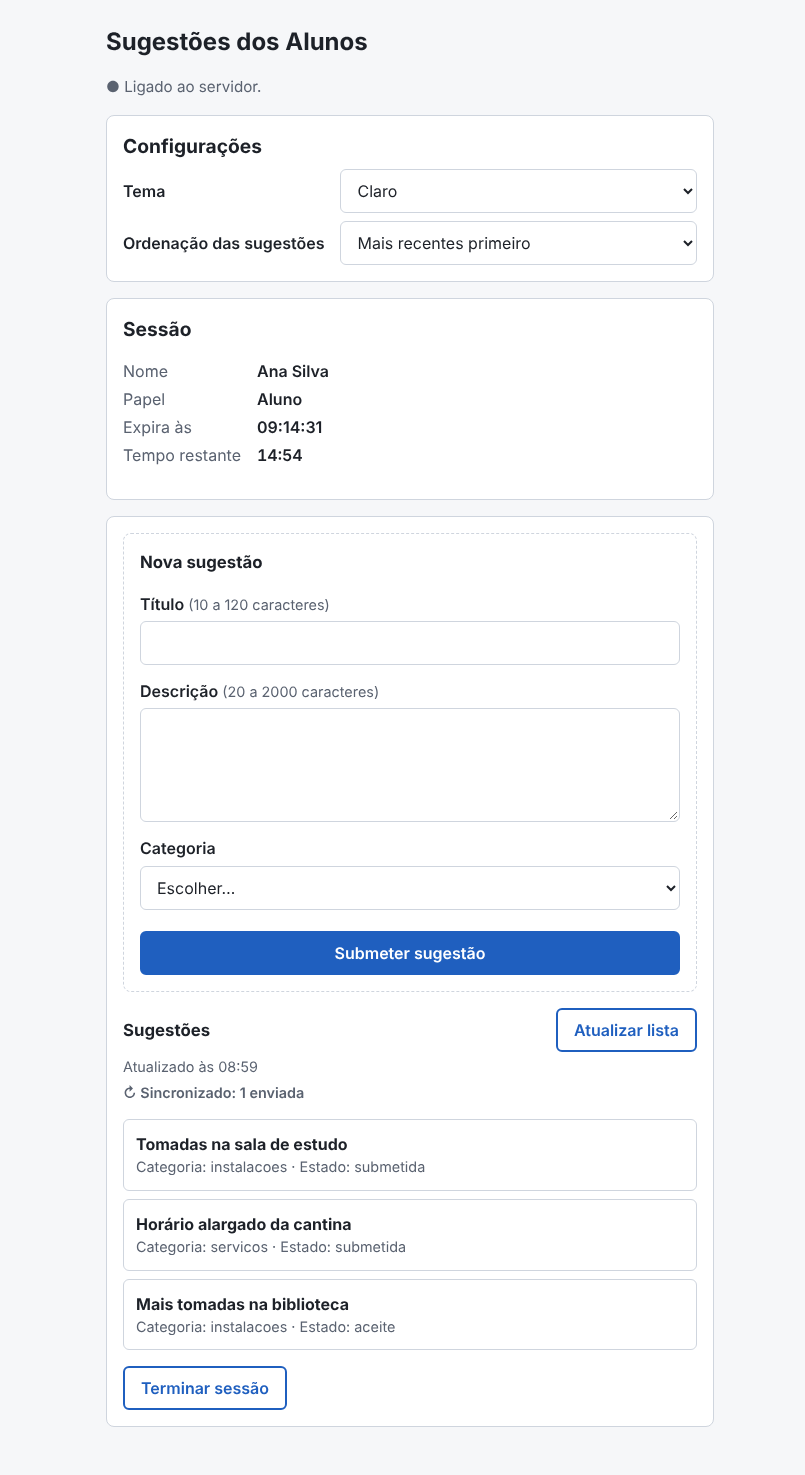 Sugestões dos Alunos
● Ligado ao servidor.
Configurações
Tema Claro
Ordenação das sugestões Mais recentes primeiro
Sessão
Nome Ana Silva
Papel Aluno
Expira às 09:14:31
Tempo restante 14:54
Nova sugestão
Título (10 a 120 caracteres)
Descrição (20 a 2000 caracteres)
Categoria
Escolher...
Submeter sugestão
Sugestões Atualizar lista
Atualizado às 08:59
↻ Sincronizado: 1 enviada
Tomadas na sala de estudo
Categoria: instalacoes · Estado: submetida
Horário alargado da cantina
Categoria: servicos · Estado: submetida
Mais tomadas na biblioteca
Categoria: instalacoes · Estado: aceite
Terminar sessão